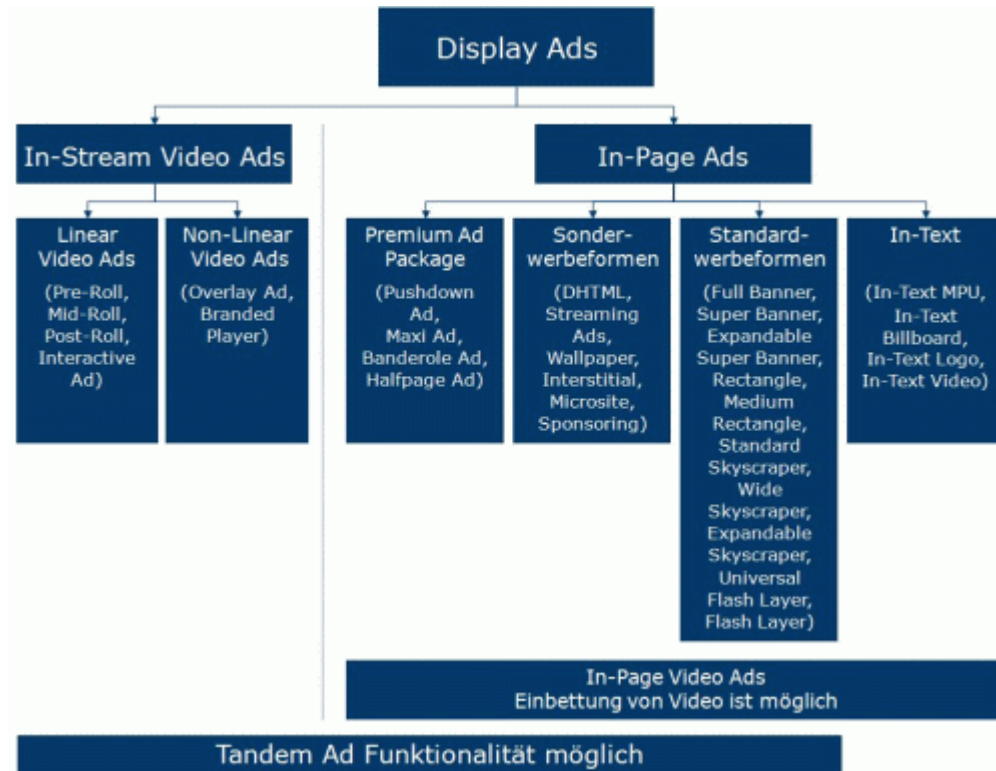 Display Ads
In-Stream Video Ads
In-Page Ads
Linear
Video Ads
(Pre-Roll,
Mid-Roll,
Post-Roll,
Interactive
Ad)
Non-Linear
Video Ads
(Overlay Ad,
Branded
Player)
Premium Ad
Package
(Pushdown
Ad,
Maxi Ad,
Banderole Ad,
Halfpage Ad)
Sonder-
werbeformen
(DHTML,
Streaming
Ads,
Wallpaper,
Interstitial,
Microsite,
Sponsoring)
Standard-
werbeformen
(Full Banner,
Super Banner,
Expandable
Super Banner,
Rectangle,
Medium
Rectangle,
Standard
Skyscraper,
Wide
Skyscraper,
Expandable
Skyscraper,
Universal
Flash Layer,
Flash Layer)
In-Text
(In-Text MPU,
In-Text
Billboard,
In-Text Logo,
In-Text Video)
In-Page Video Ads
Einbettung von Video ist möglich
Tandem Ad Funktionalität möglich